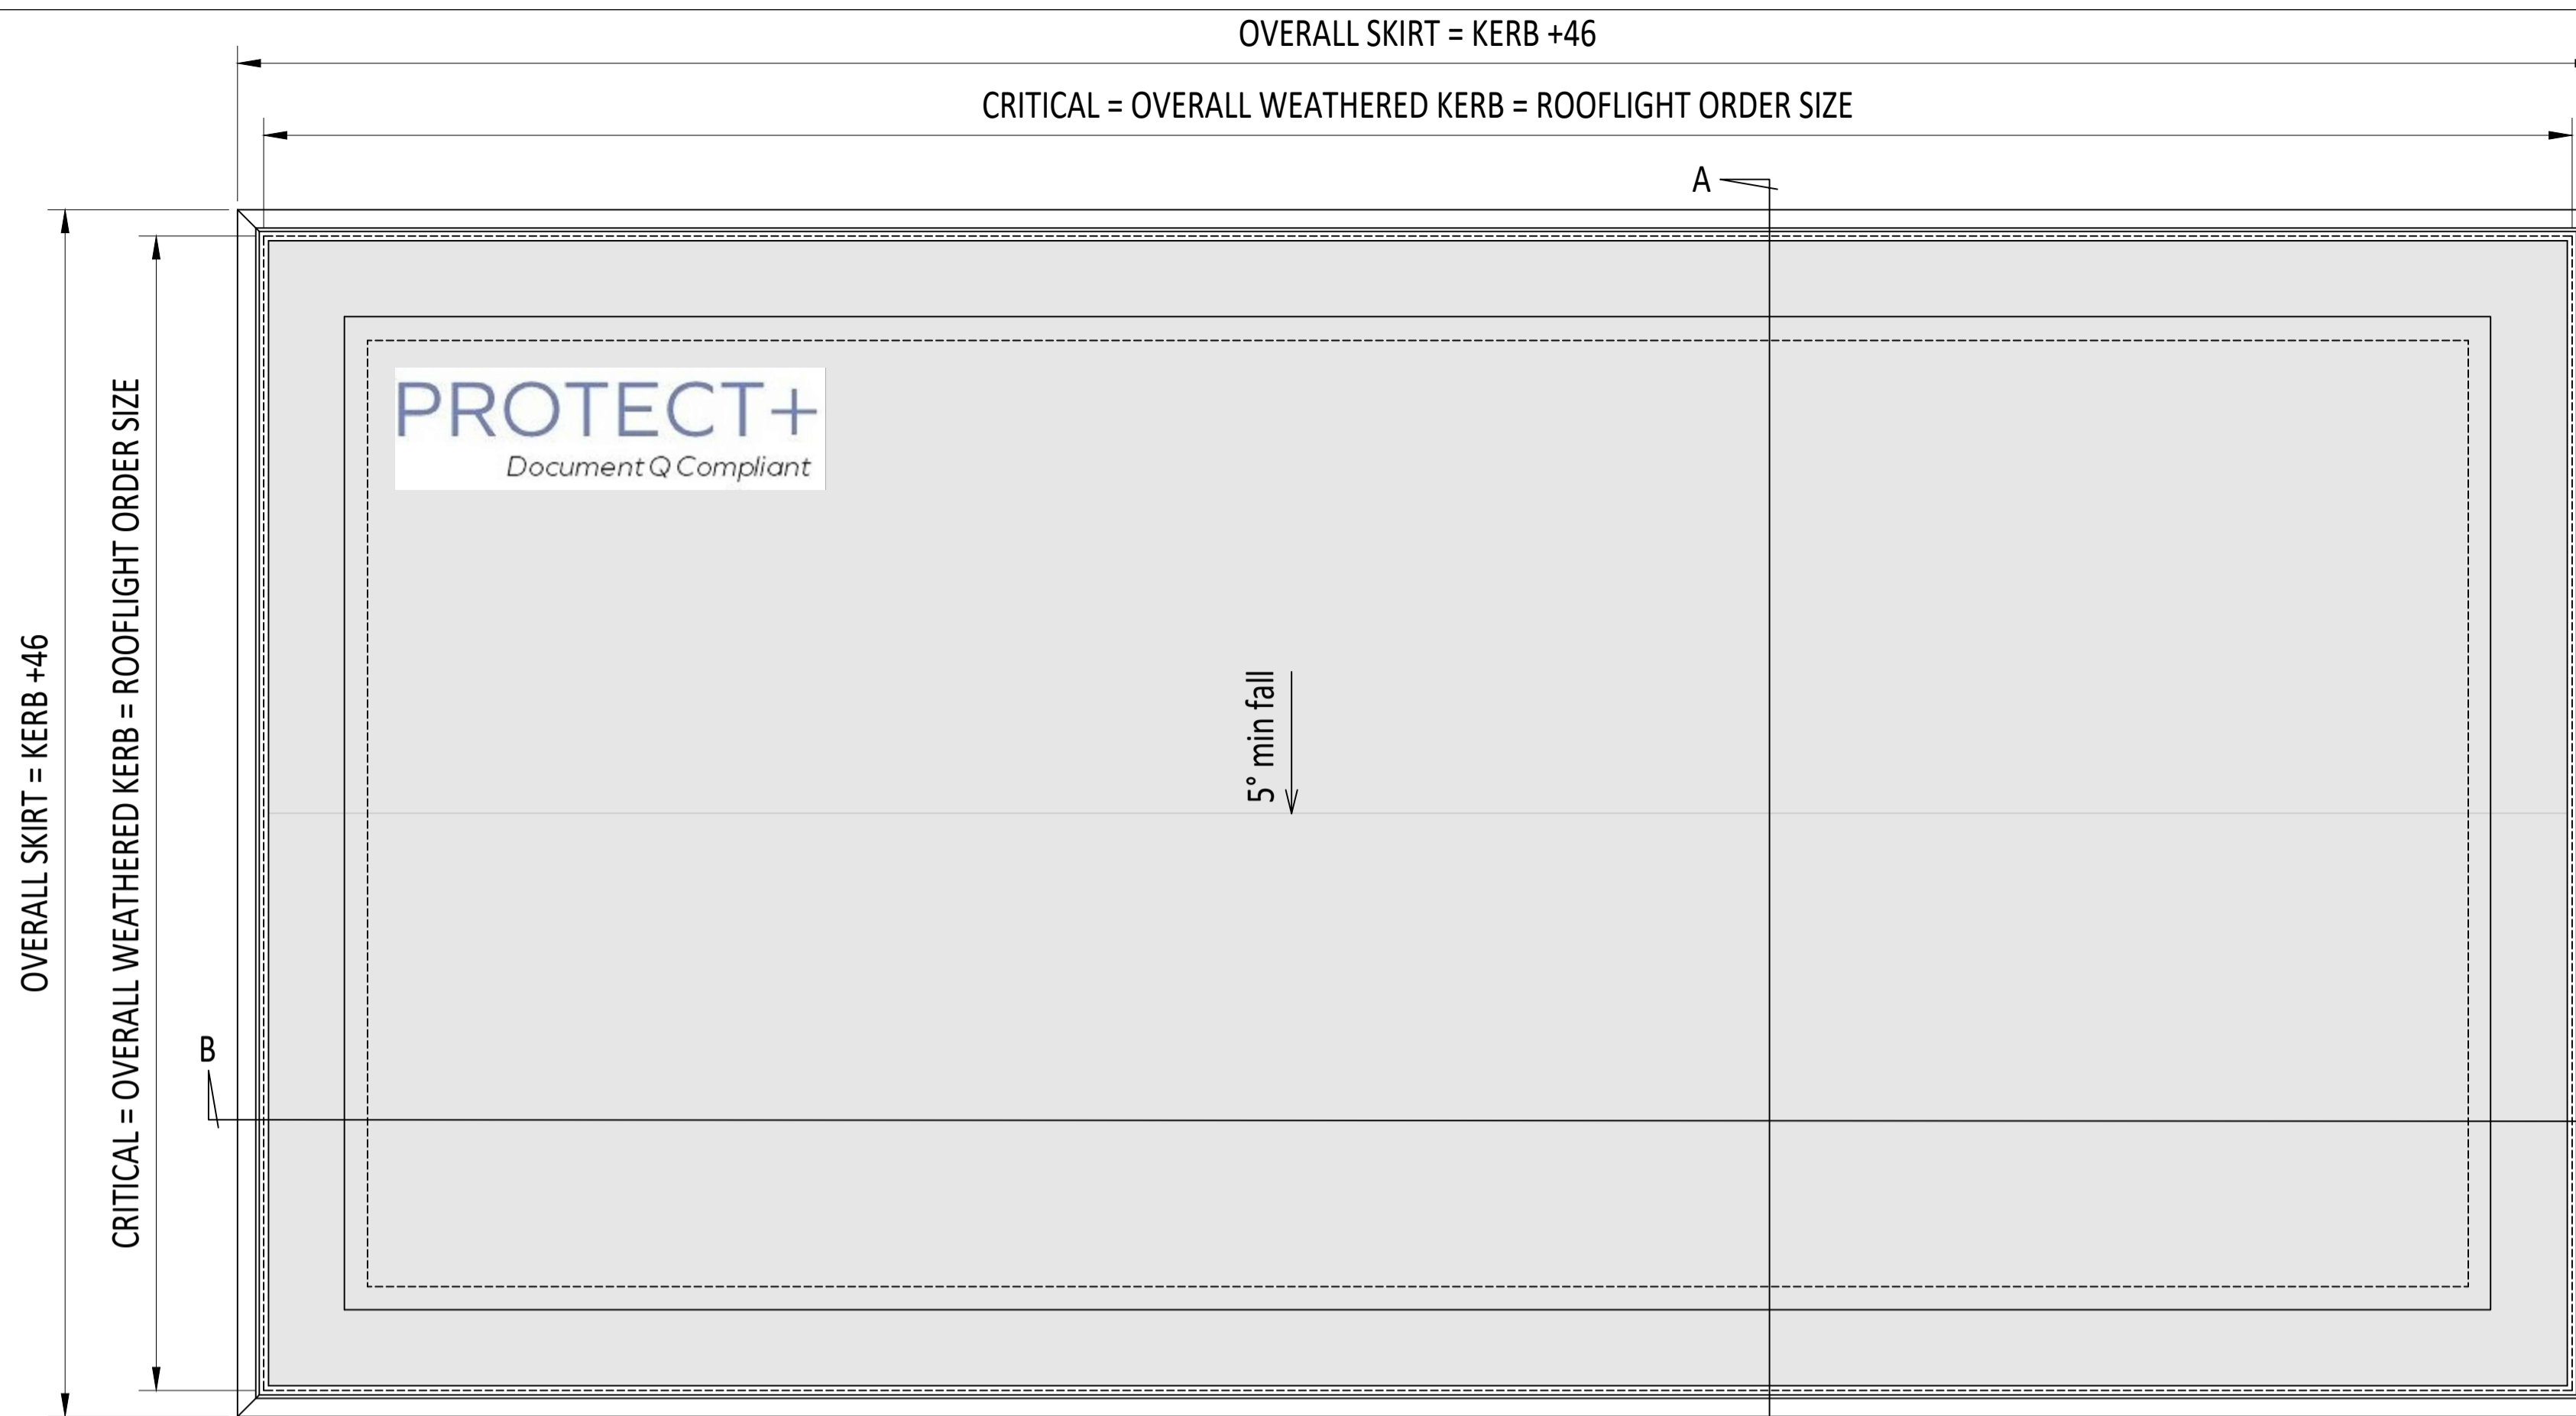 OVERALL SKIRT = KERB +46
CRITICAL = OVERALL WEATHERED KERB = ROOFLIGHT ORDER SIZE
A
PROTECT+
Document Q Compliant
OVERALL SKIRT = KERB +46
CRITICAL = OVERALL WEATHERED KERB = ROOFLIGHT ORDER SIZE
5° min fall
B